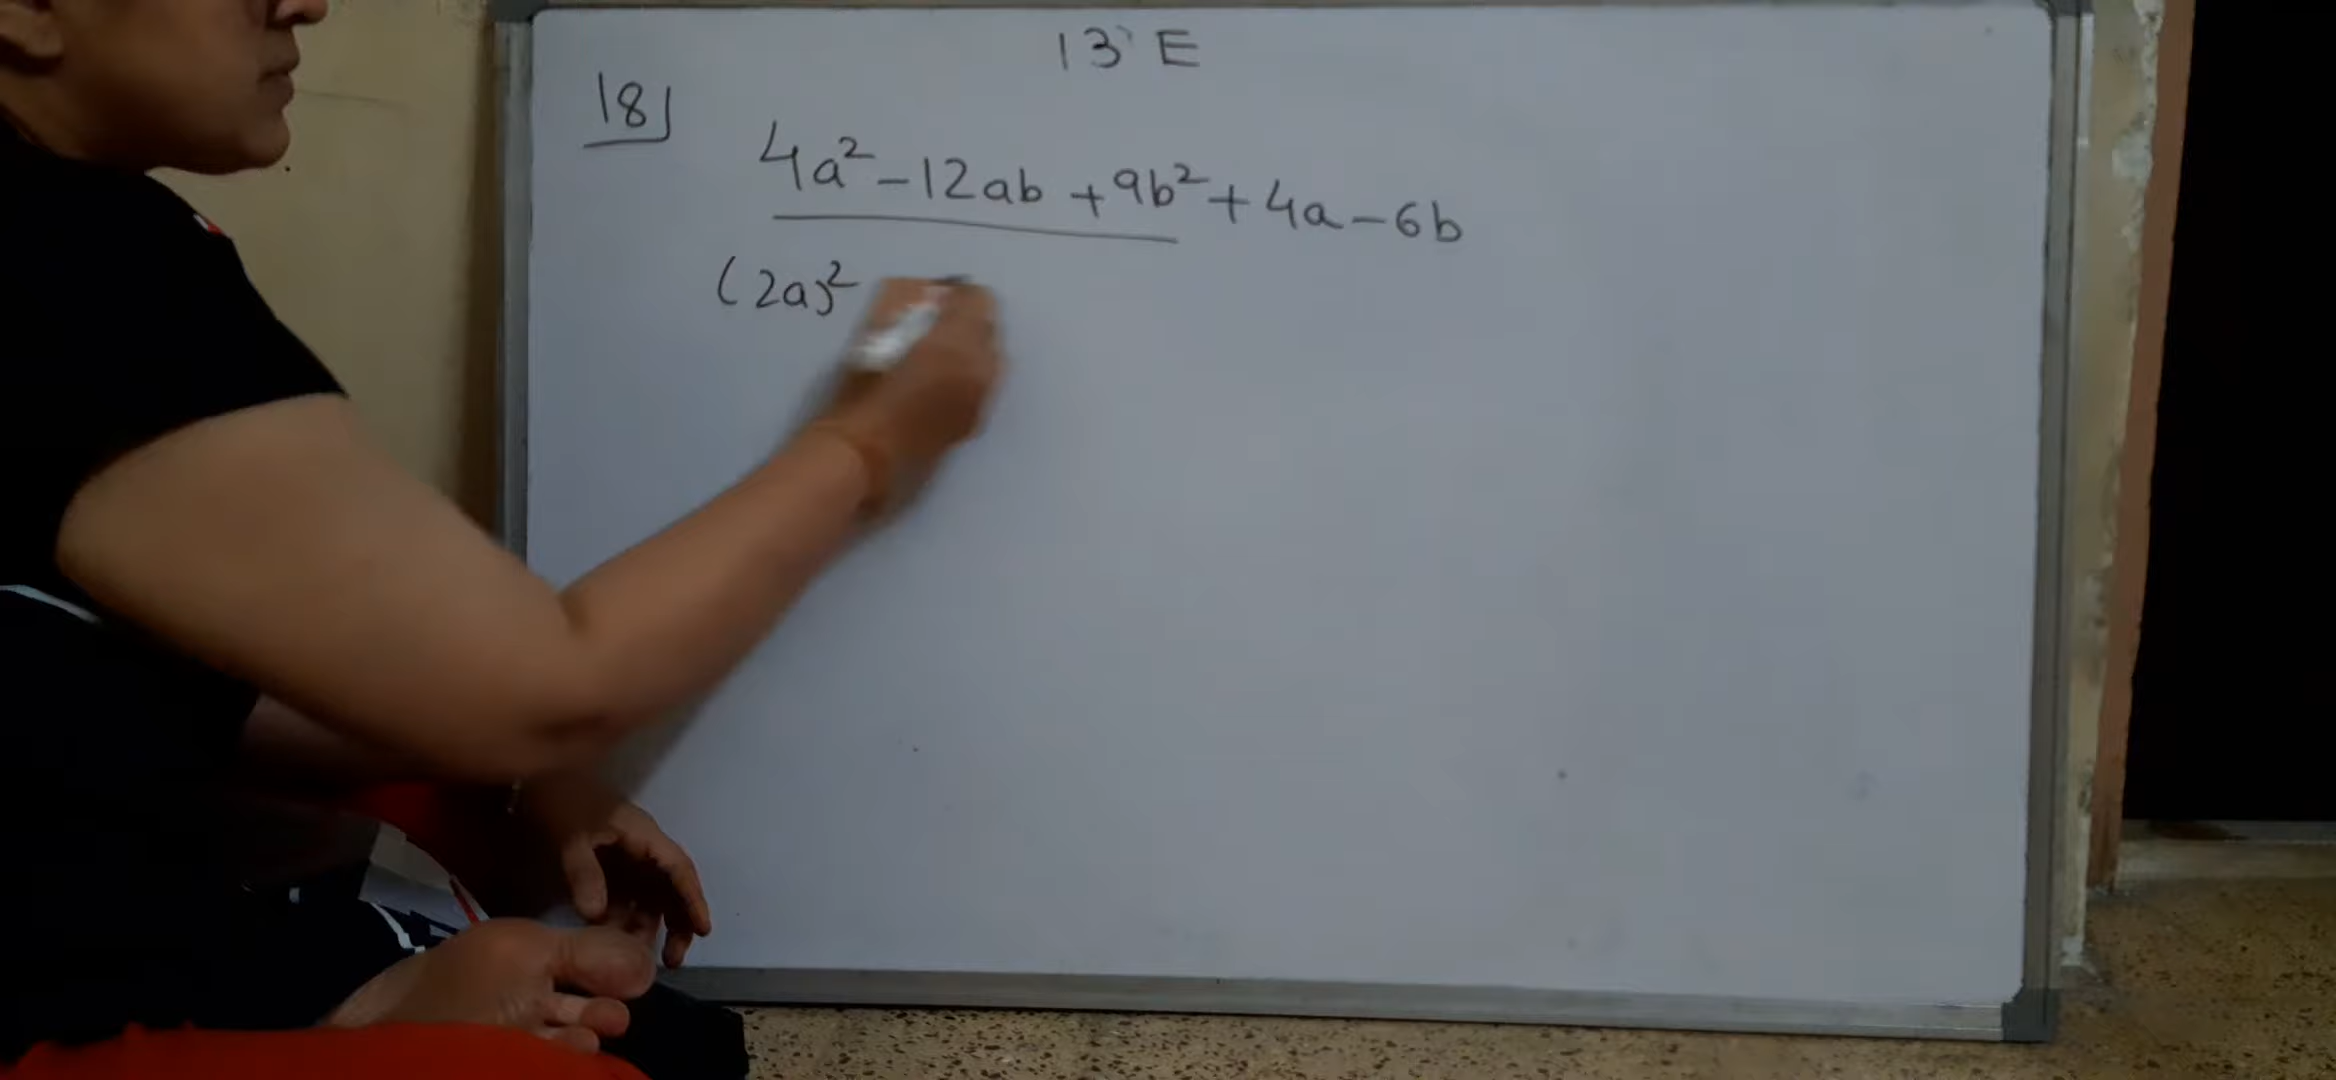 13 E
18)
4a² - 12ab + 9b² + 4a - 6b
(2a)²